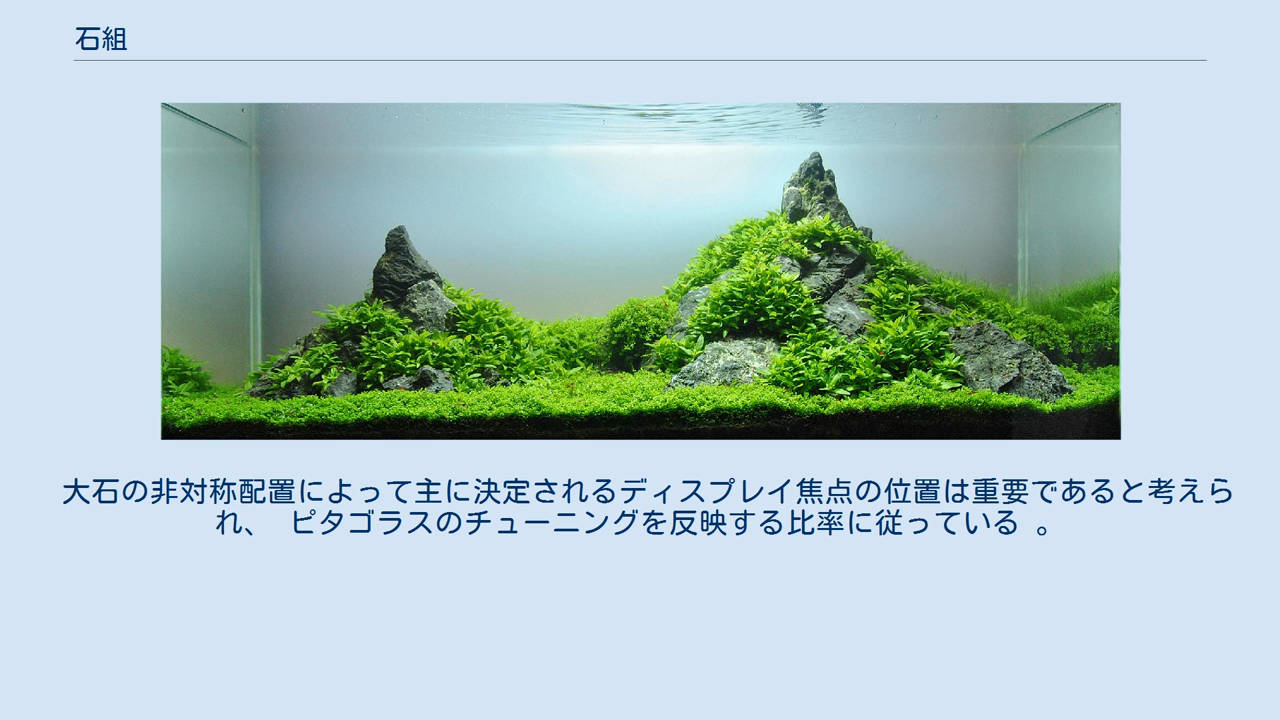 石組
大石の非対称配置によって主に決定されるディスプレイ焦点の位置は重要であると考えら
れ、 ピタゴラスのチューニングを反映する比率に従っている 。